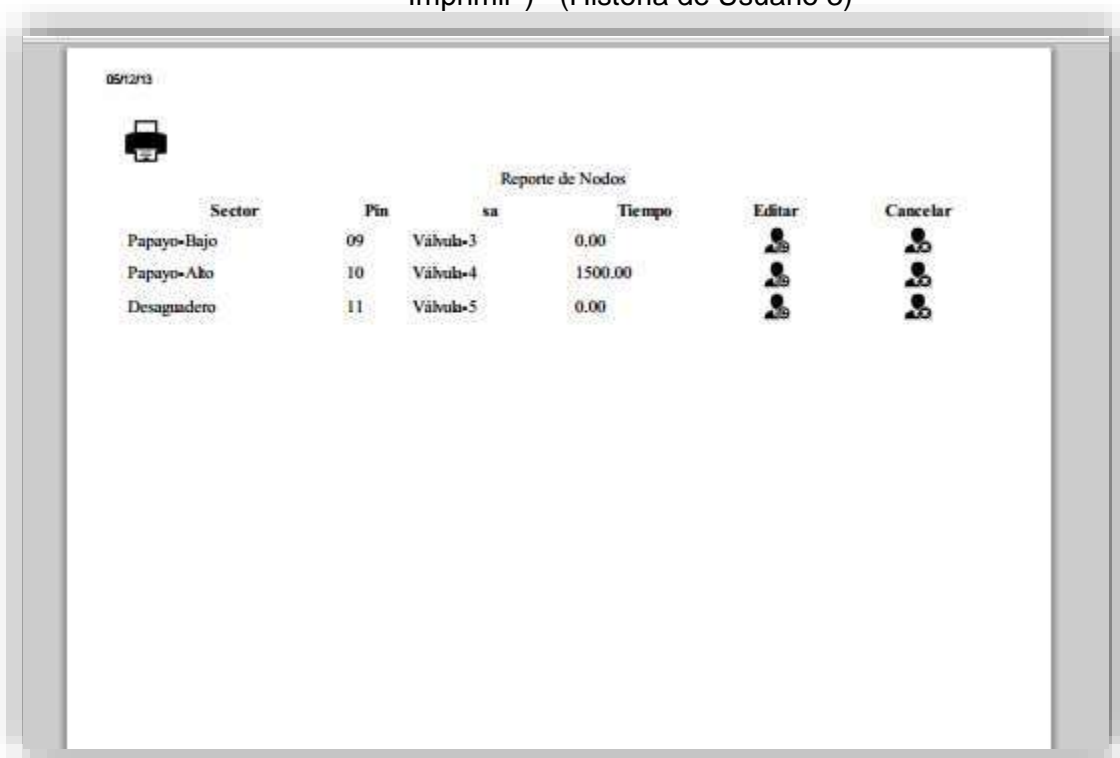 Imprimir") - (Historia de Usuario 8)
05/12/13
Reporte de Nodos
Sector Pin sa Tiempo Editar Cancelar
Papayo-Bajo 09 Válvula-3 0.00
Papayo-Alto 10 Válvula-4 1500.00
Desaguadero 11 Válvula-5 0.00